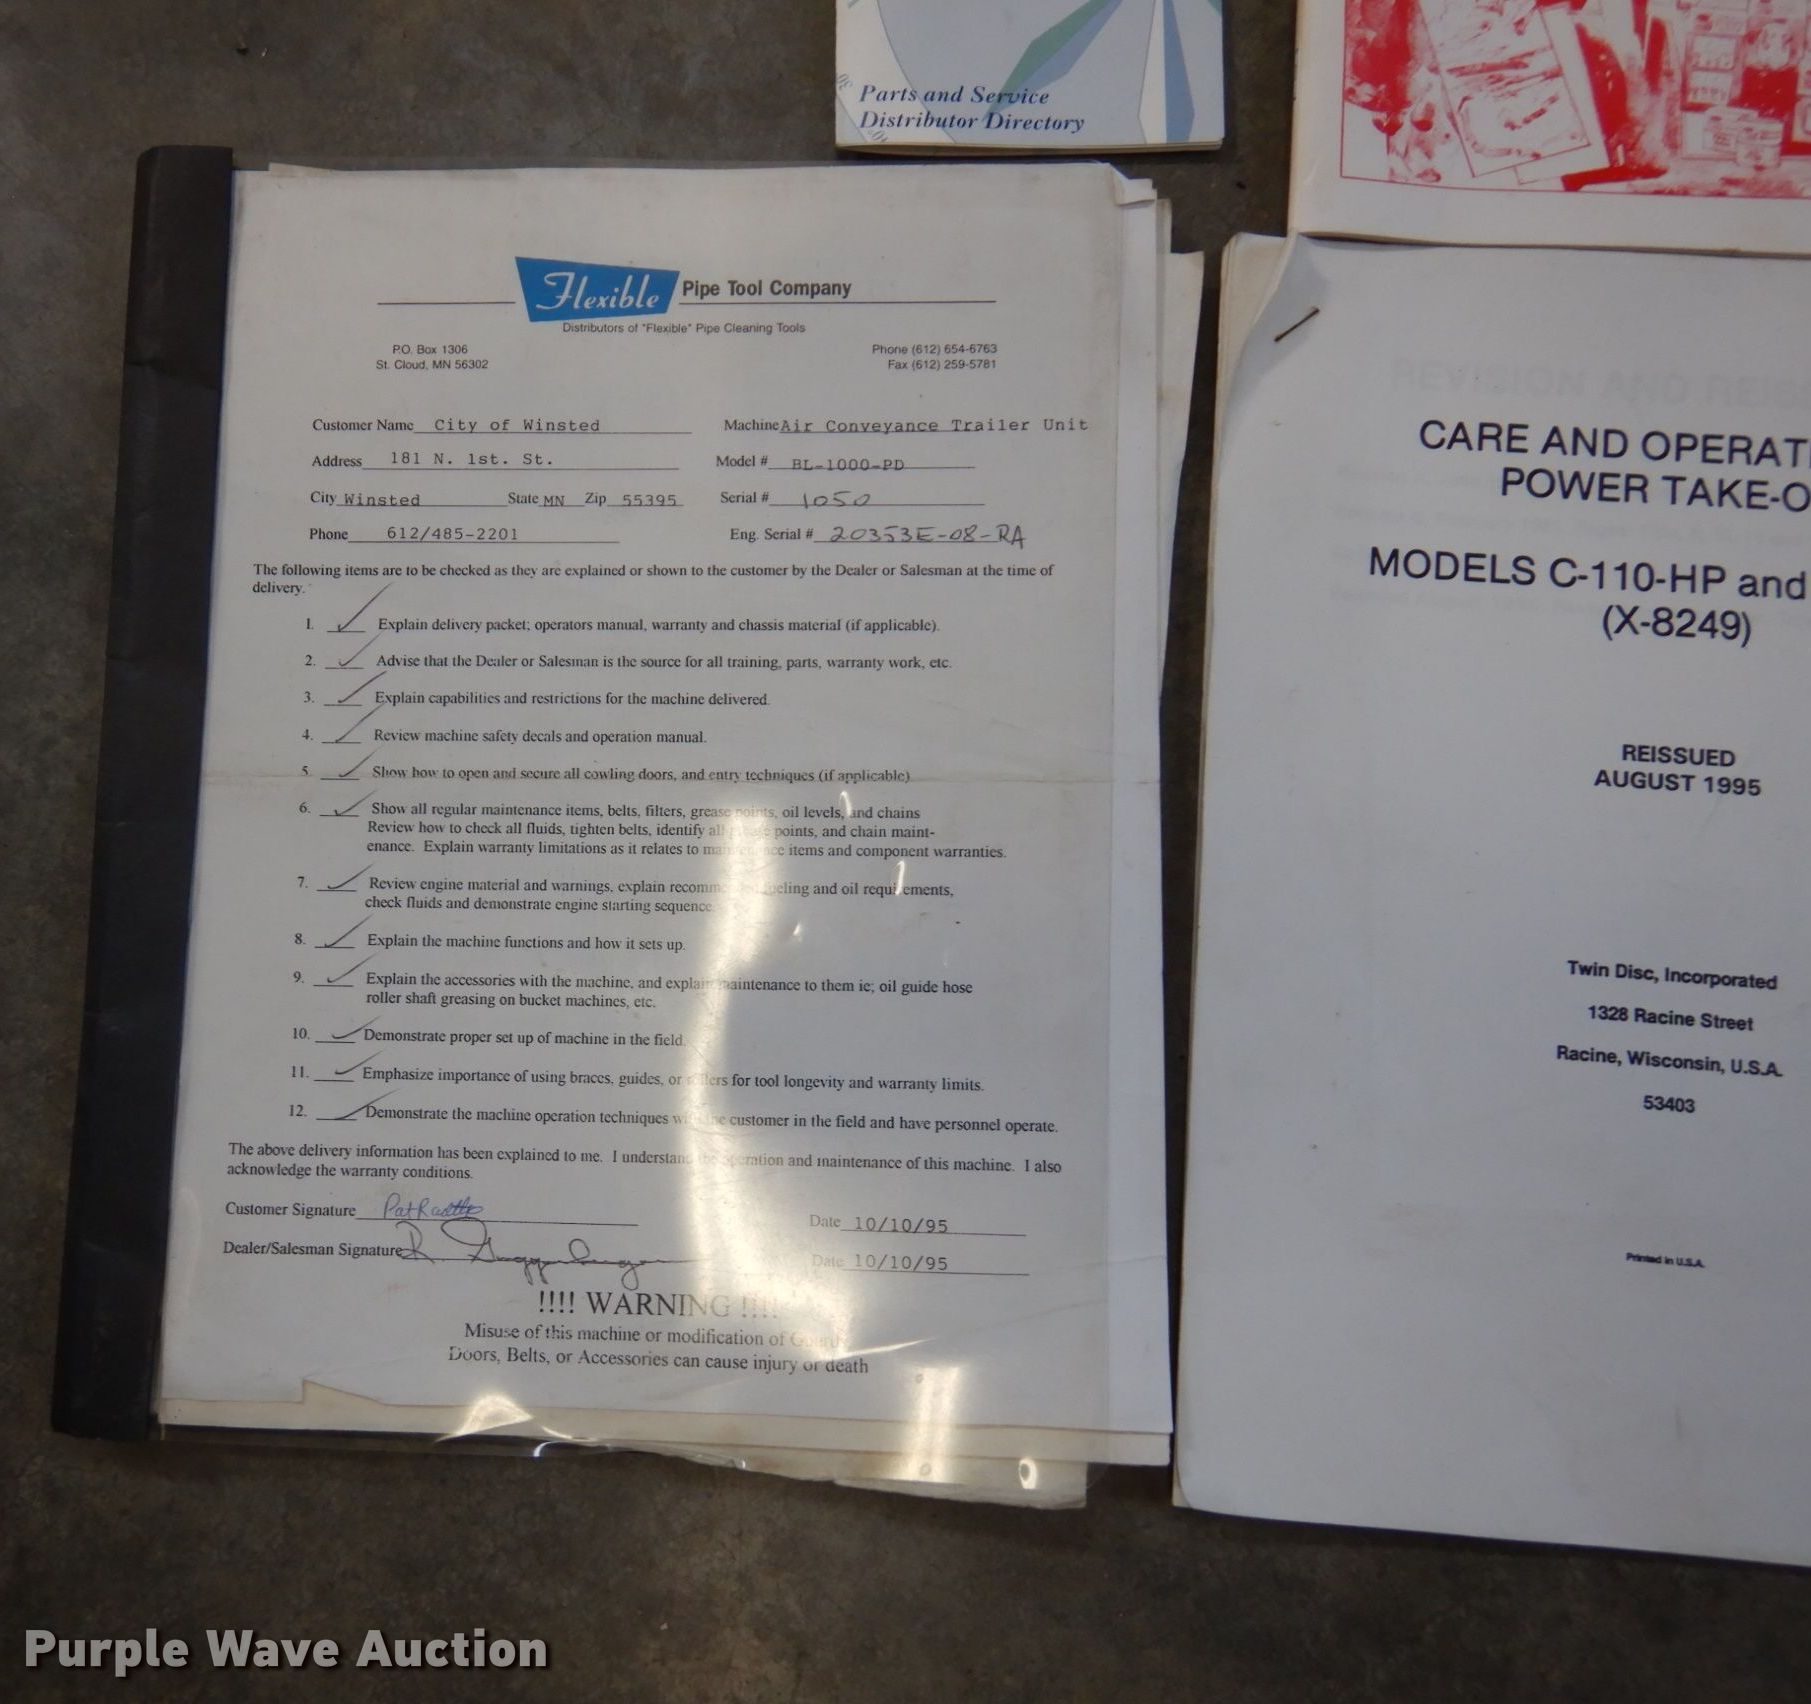 Parts and Service
Distributor Directory
Flexible Pipe Tool Company
Distributors of "Flexible" Pipe Cleaning Tools
P.O. Box 1306
St. Cloud, MN 56302
Phone (612) 654-6763
Fax (612) 259-5781
Customer Name City of Winsted
Machine Air Conveyance Trailer Unit
Address 181 N. 1st. St.
Model # BL-1000-PD
City Winsted State MN Zip 55395
Serial # 1050
Phone 612/485-2201
Eng. Serial # 20353E-08-RA
The following items are to be checked as they are explained or shown to the customer by the Dealer or Salesman at the time of
delivery.
1. Explain delivery packet; operators manual, warranty and chassis material (if applicable).
2. Advise that the Dealer or Salesman is the source for all training, parts, warranty work, etc.
3. Explain capabilities and restrictions for the machine delivered.
4. Review machine safety decals and operation manual.
5. Show how to open and secure all cowling doors, and entry techniques (if applicable).
6. Show all regular maintenance items, belts, filters, grease points, oil levels, and chains
Review how to check all fluids, tighten belts, identify all grease points, and chain maint-
enance. Explain warranty limitations as it relates to maintenance items and component warranties.
7. Review engine material and warnings, explain recommended fueling and oil requirements,
check fluids and demonstrate engine starting sequence.
8. Explain the machine functions and how it sets up.
9. Explain the accessories with the machine, and explain maintenance to them ie; oil guide hose
roller shaft greasing on bucket machines, etc.
10. Demonstrate proper set up of machine in the field.
11. Emphasize importance of using braces, guides, or rollers for tool longevity and warranty limits.
12. Demonstrate the machine operation techniques with the customer in the field and have personnel operate.
The above delivery information has been explained to me. I understand the operation and maintenance of this machine. I also
acknowledge the warranty conditions.
Customer Signature Date 10/10/95
Dealer/Salesman Signature Date 10/10/95
!!!! WARNING !!!!
Misuse of this machine or modification of Guards
Doors, Belts, or Accessories can cause injury or death
CARE AND OPERATI
POWER TAKE-O
MODELS C-110-HP and
(X-8249)
REISSUED
AUGUST 1995
Twin Disc, Incorporated
1328 Racine Street
Racine, Wisconsin, U.S.A.
53403
Printed in U.S.A.
Purple Wave Auction